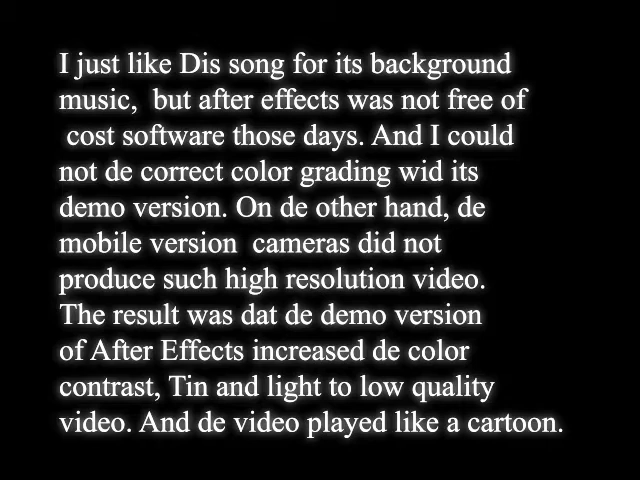 I just like Dis song for its background
music,  but after effects was not free of
cost software those days. And I could
not de correct color grading wid its
demo version. On de other hand, de
mobile version  cameras did not
produce such high resolution video.
The result was dat de demo version
of After Effects increased de color
contrast, Tin and light to low quality
video. And de video played like a cartoon.